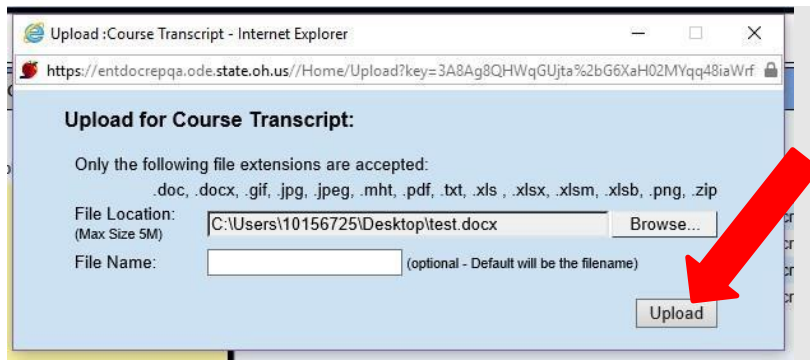 Upload :Course Transcript - Internet Explorer
https://entdocrepqa.ode.state.oh.us//Home/Upload?key=3A8Ag8QHWqGUjta%2bG6XaH02MYqq48iaWrf
Upload for Course Transcript:
Only the following file extensions are accepted:
.doc, .docx, .gif, .jpg, .jpeg, .mht, .pdf, .txt, .xls , .xlsx, .xlsm, .xlsb, .png, .zip
File Location: C:\Users\10156725\Desktop\test.docx Browse...
(Max Size 5M)
File Name: (optional - Default will be the filename)
Upload